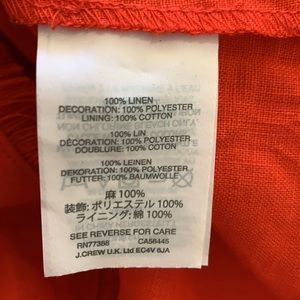 100% LINEN
DECORATION: 100% POLYESTER
LINING: 100% COTTON
100% LIN
DÉCORATION: 100% POLYESTER
DOUBLURE: 100% COTON
100% LEINEN
DEKORATION: 100% POLYESTER
FUTTER: 100% BAUMWOLLE
麻 100%
装飾: ポリエステル 100%
ライニング: 綿 100%
SEE REVERSE FOR CARE
RN77388 CA56445
J.CREW U.K. Ltd EC4V 6JA